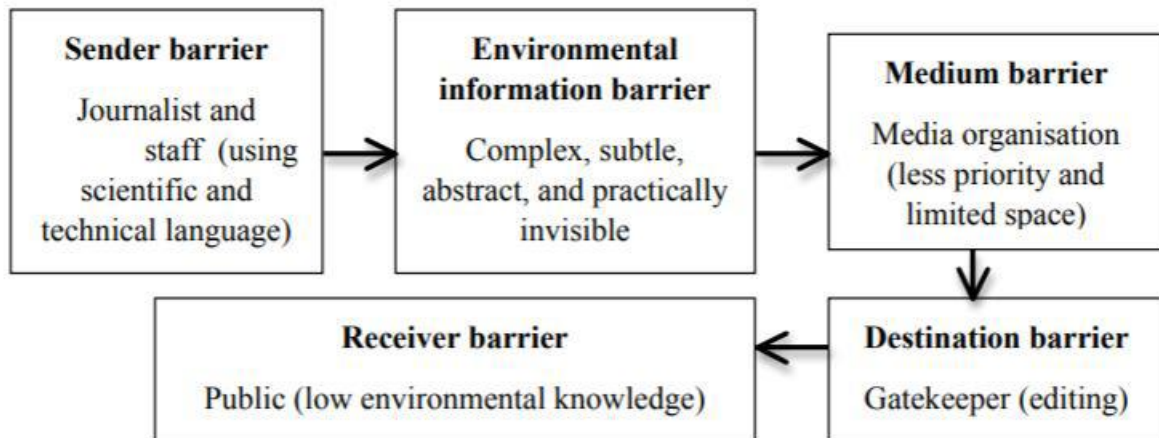 Sender barrier
Journalist and
staff (using
scientific and
technical language)
Environmental
information barrier
Complex, subtle,
abstract, and practically
invisible
Medium barrier
Media organisation
(less priority and
limited space)
Destination barrier
Gatekeeper (editing)
Receiver barrier
Public (low environmental knowledge)